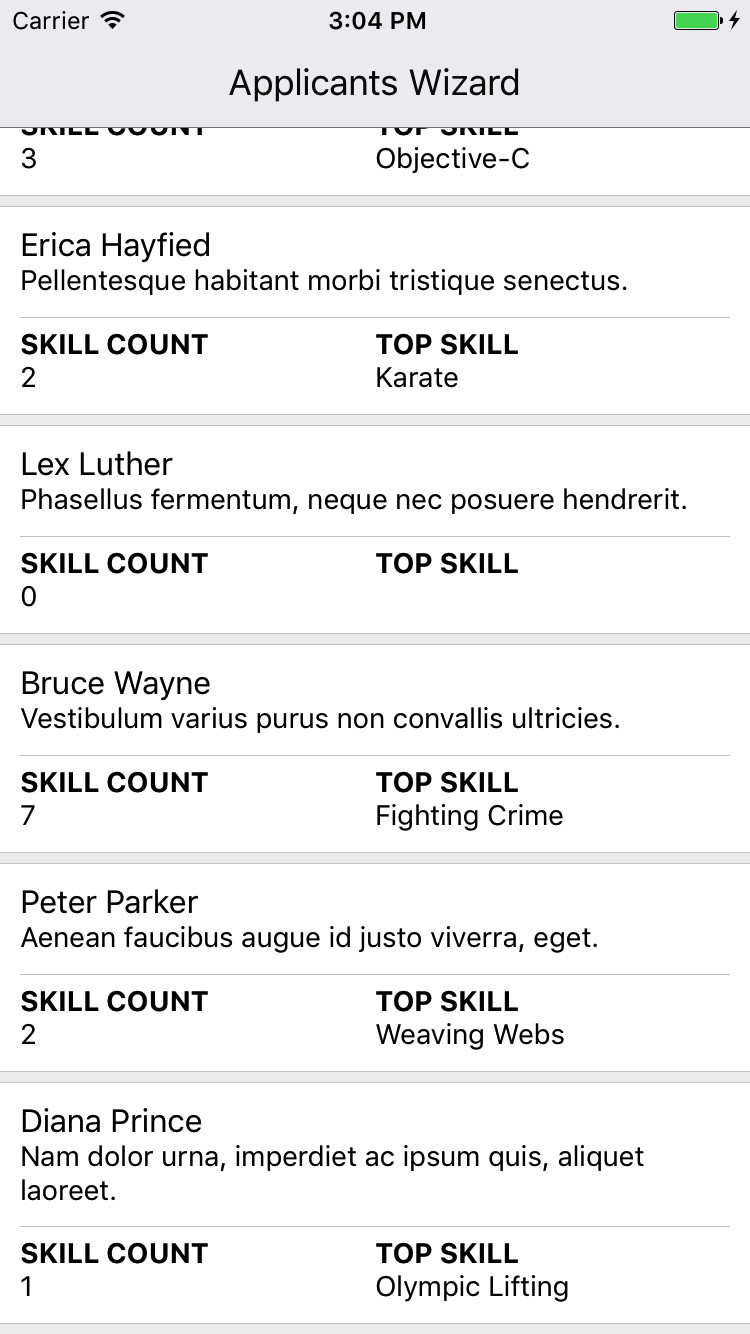 Carrier 3:04 PM
Applicants Wizard
SKILL COUNT TOP SKILL
3 Objective-C
Erica Hayfied
Pellentesque habitant morbi tristique senectus.
SKILL COUNT TOP SKILL
2 Karate
Lex Luther
Phasellus fermentum, neque nec posuere hendrerit.
SKILL COUNT TOP SKILL
0
Bruce Wayne
Vestibulum varius purus non convallis ultricies.
SKILL COUNT TOP SKILL
7 Fighting Crime
Peter Parker
Aenean faucibus augue id justo viverra, eget.
SKILL COUNT TOP SKILL
2 Weaving Webs
Diana Prince
Nam dolor urna, imperdiet ac ipsum quis, aliquet
laoreet.
SKILL COUNT TOP SKILL
1 Olympic Lifting